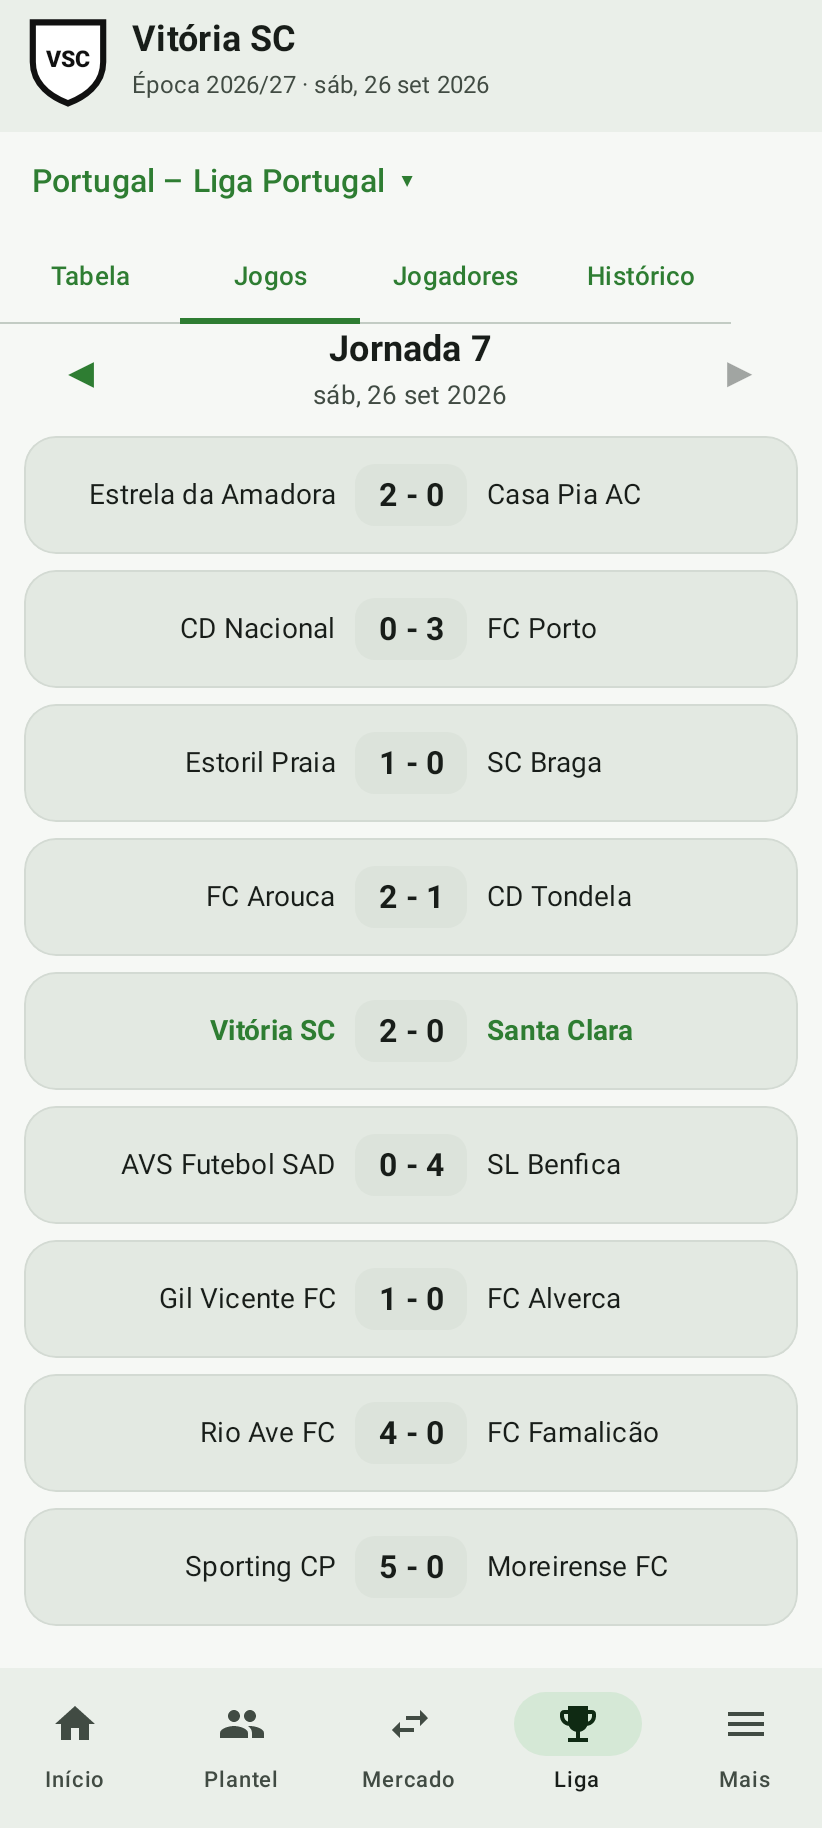 VSC
Vitória SC
Época 2026/27 · sáb, 26 set 2026
Portugal – Liga Portugal ▼
Tabela Jogos Jogadores Histórico
Jornada 7
sáb, 26 set 2026
Estrela da Amadora 2 - 0 Casa Pia AC
CD Nacional 0 - 3 FC Porto
Estoril Praia 1 - 0 SC Braga
FC Arouca 2 - 1 CD Tondela
Vitória SC 2 - 0 Santa Clara
AVS Futebol SAD 0 - 4 SL Benfica
Gil Vicente FC 1 - 0 FC Alverca
Rio Ave FC 4 - 0 FC Famalicão
Sporting CP 5 - 0 Moreirense FC
Início Plantel Mercado Liga Mais